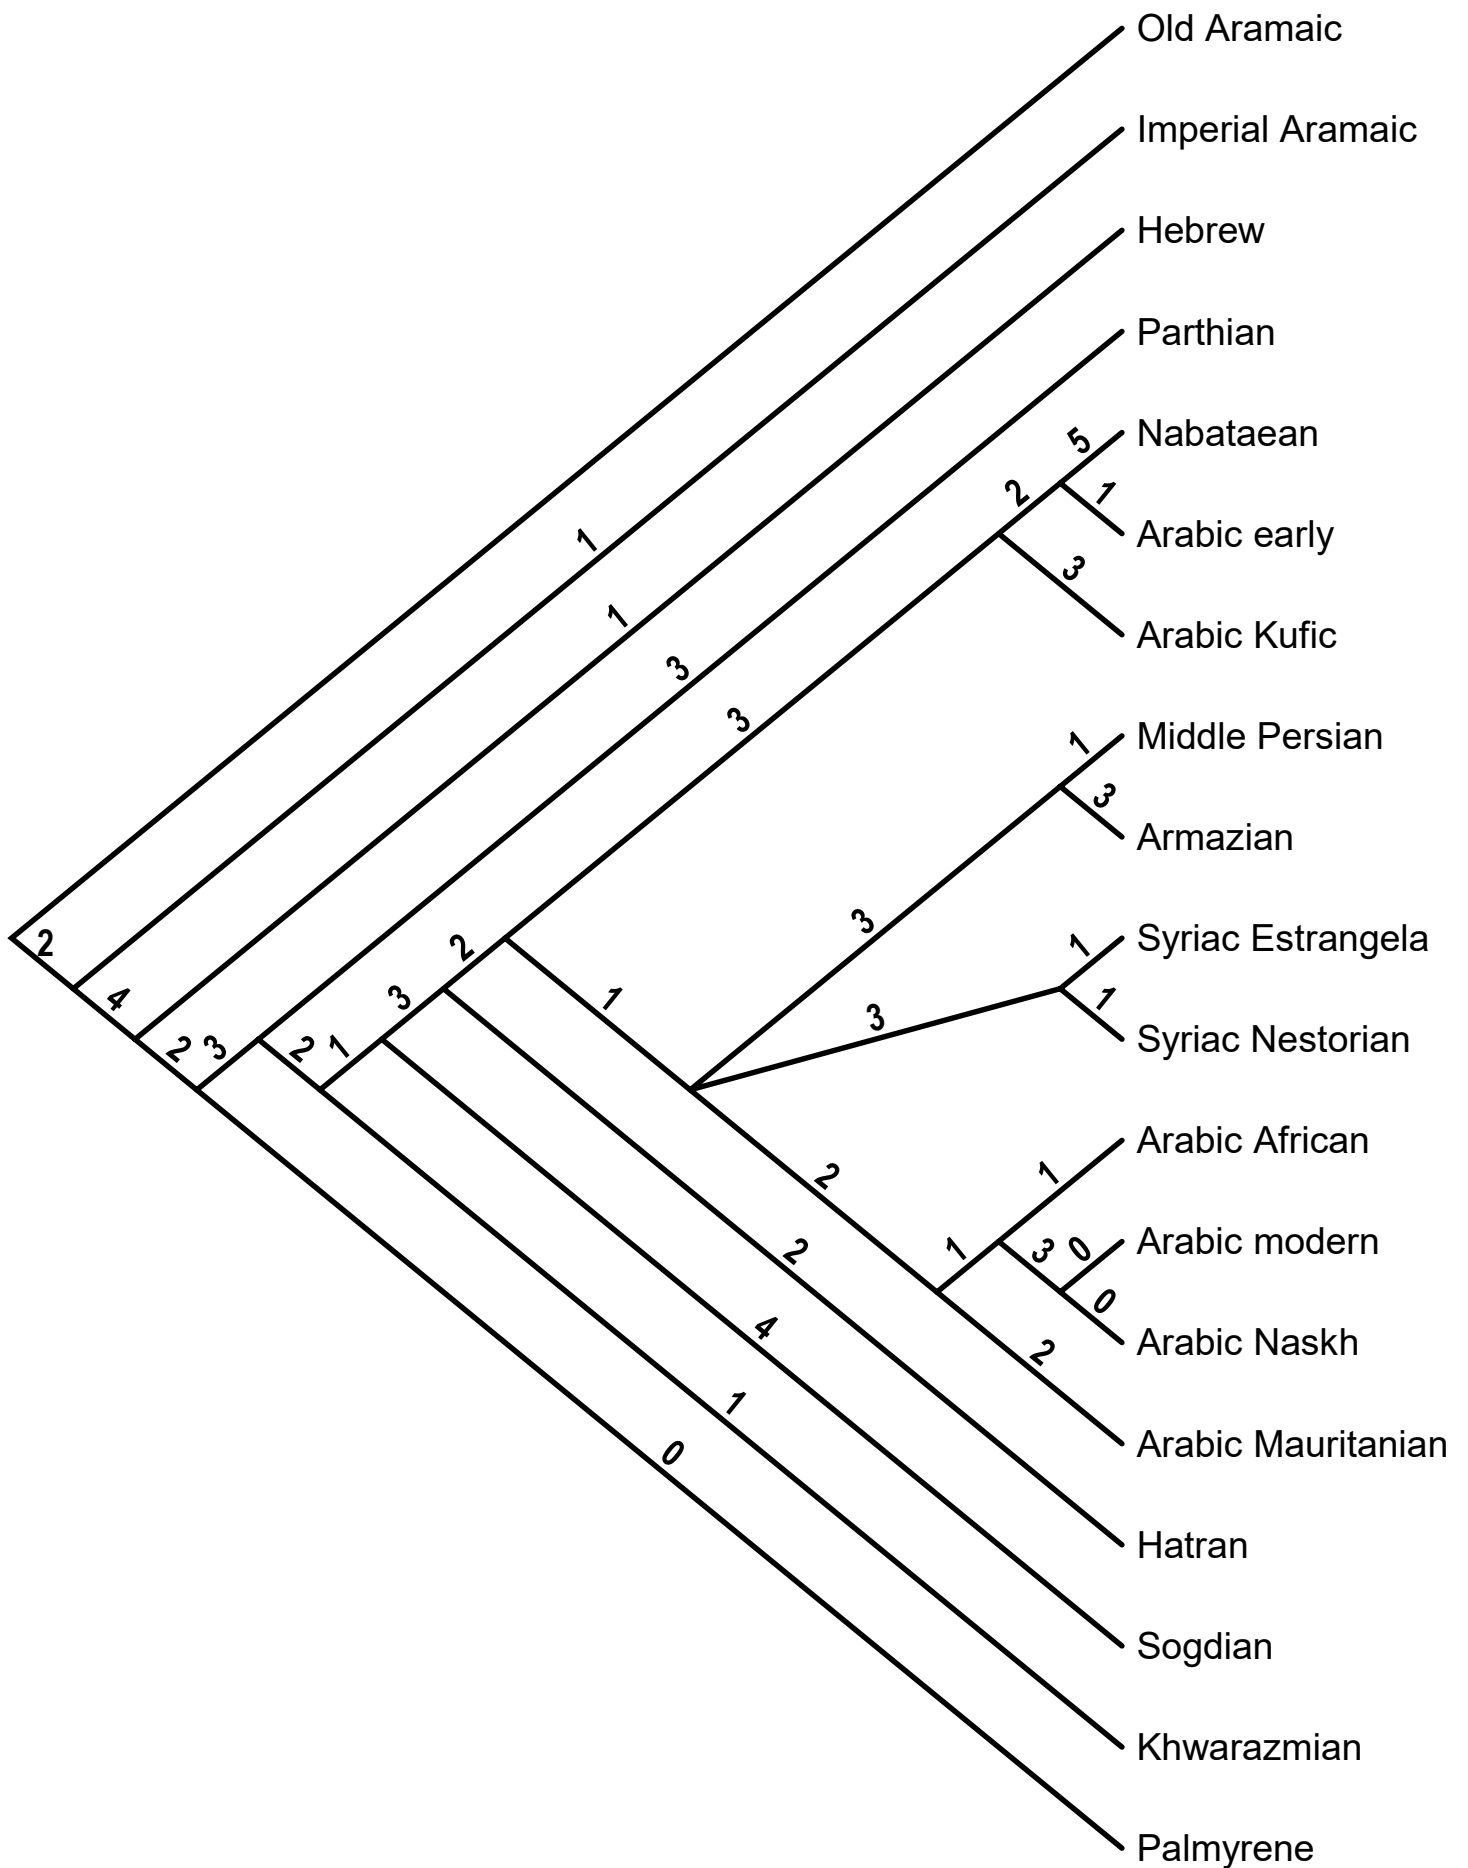 Old Aramaic
Imperial Aramaic
Hebrew
Parthian
5
Nabataean
2
1
1
Arabic early
3
1
Arabic Kufic
3
3
1
Middle Persian
3
Armazian
3
2
2
1
Syriac Estrangela
4
3
1
3
1
2
3
2
1
Syriac Nestorian
1
Arabic African
2
1
3
0
Arabic modern
2
0
4
Arabic Naskh
2
1
Arabic Mauritanian
0
Hatran
Sogdian
Khwarazmian
Palmyrene